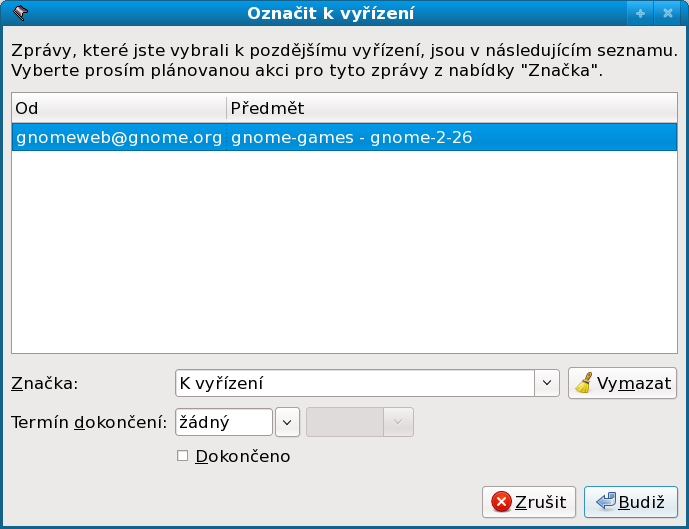 Označit k vyřízení
Zprávy, které jste vybrali k pozdějšímu vyřízení, jsou v následujícím seznamu.
Vyberte prosím plánovanou akci pro tyto zprávy z nabídky "Značka".
Od Předmět
gnomeweb@gnome.org gnome-games - gnome-2-26
Značka: K vyřízení Vymazat
Termín dokončení: žádný
Dokončeno
Zrušit Budiž